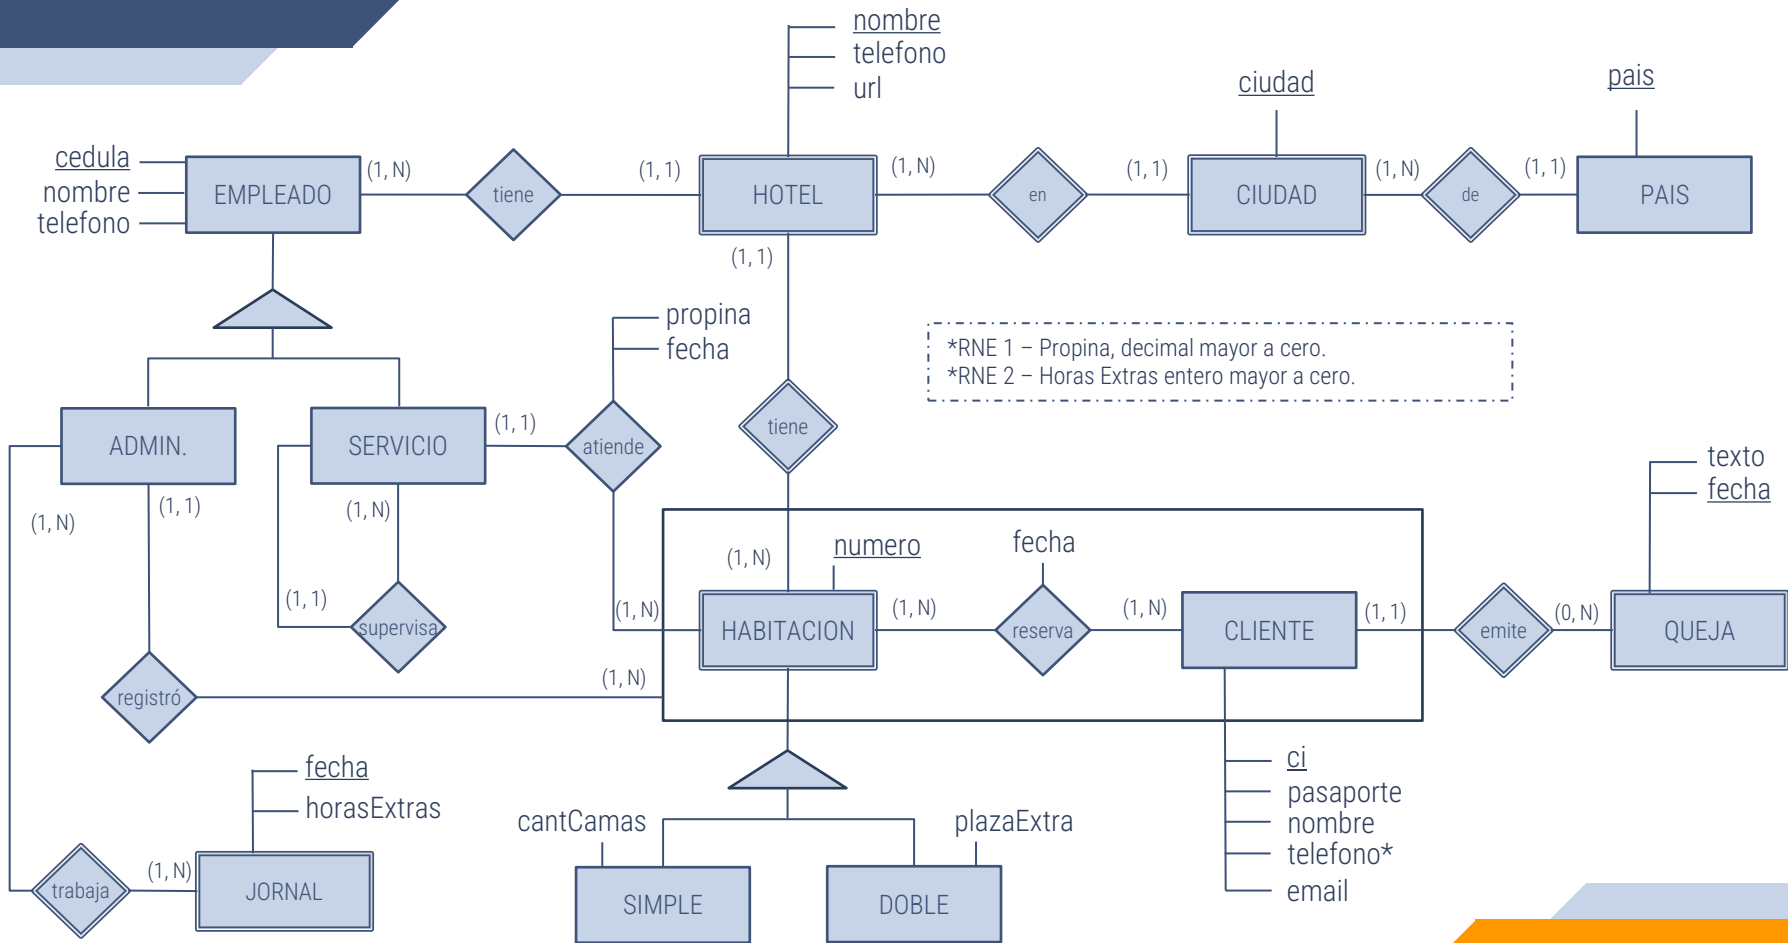 nombre
telefono
url
ciudad
pais
cedula
nombre
telefono
EMPLEADO
(1, N)
tiene
(1, 1)
HOTEL
(1, N)
en
(1, 1)
CIUDAD
(1, N)
de
(1, 1)
PAIS
(1, 1)
propina
fecha
*RNE 1 – Propina, decimal mayor a cero.
*RNE 2 – Horas Extras entero mayor a cero.
ADMIN.
SERVICIO
(1, 1)
atiende
tiene
texto
fecha
(1, N)
(1, 1)
(1, N)
(1, N)
numero
fecha
(1, 1)
supervisa
(1, N)
HABITACION
(1, N)
reserva
(1, N)
CLIENTE
(1, 1)
emite
(0, N)
QUEJA
registró
(1, N)
fecha
horasExtras
ci
pasaporte
nombre
telefono*
email
cantCamas
plazaExtra
trabaja
(1, N)
JORNAL
SIMPLE
DOBLE